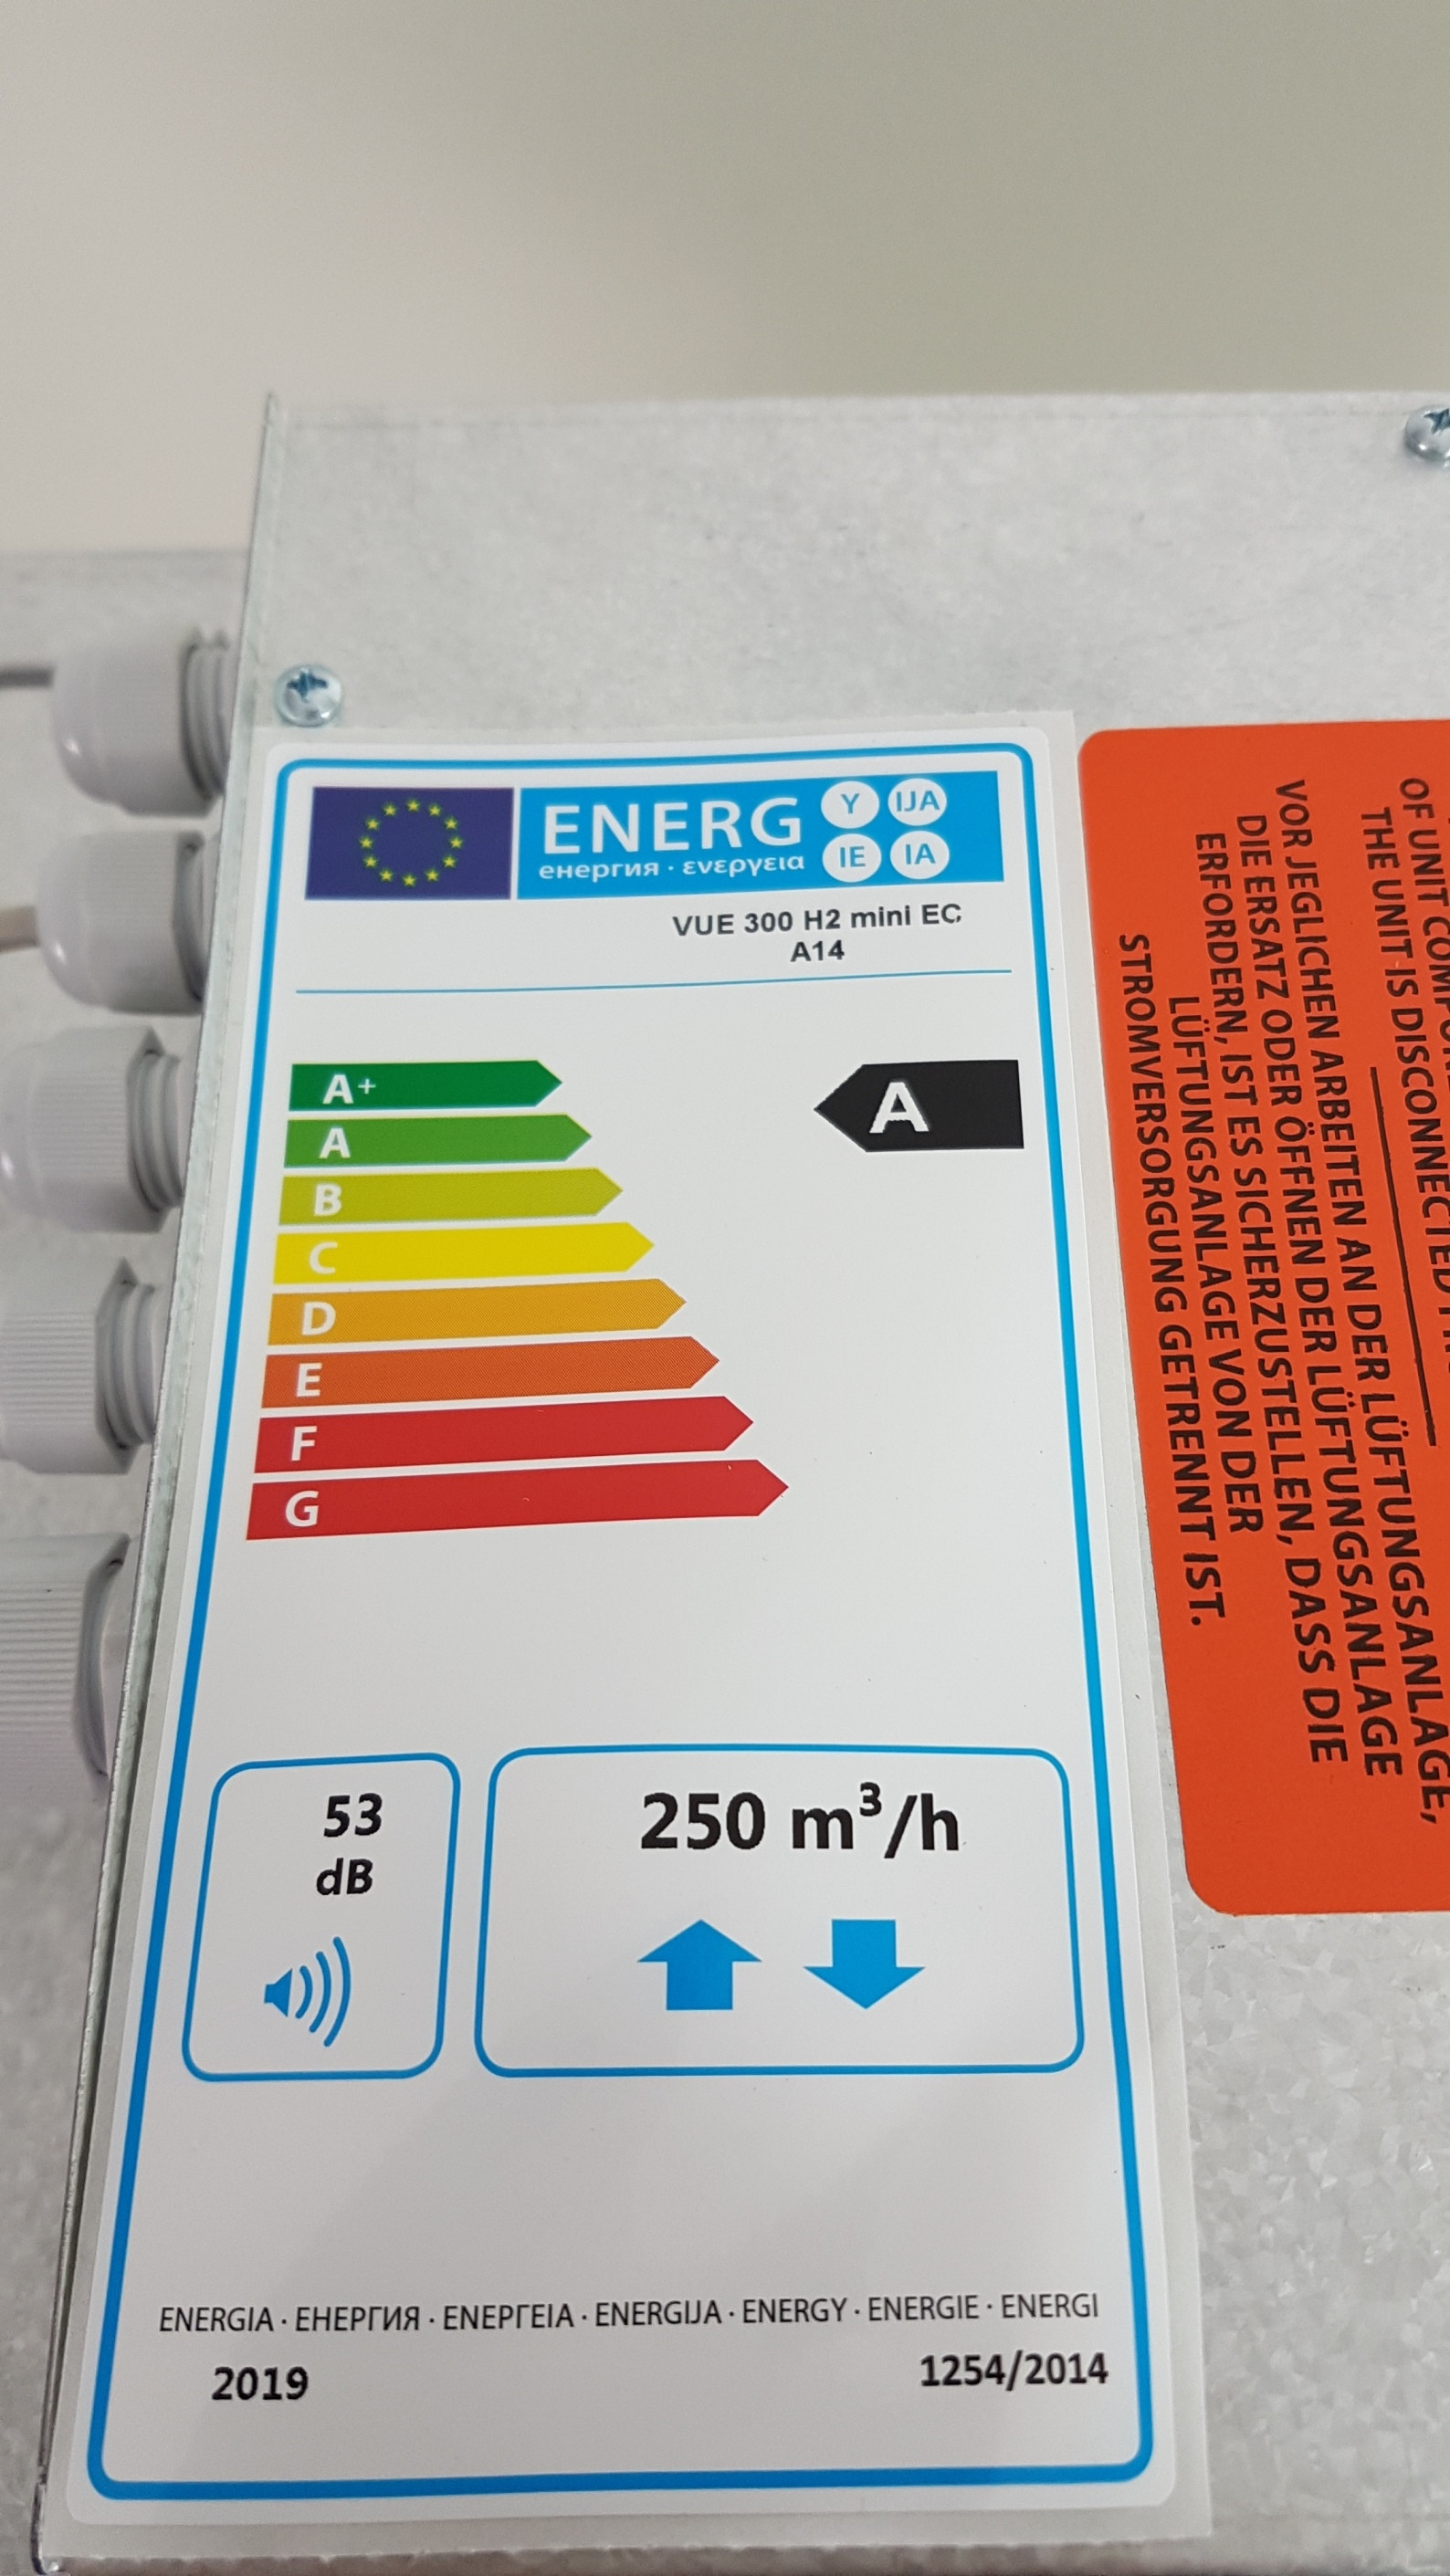 ENERG Y IJA
енергия · ενεργεια IE IA
VUE 300 H2 mini EC
A14
A+
A
A
B
C
D
E
F
G
53
dB
250 m³/h
ENERGIA · ЕНЕРГИЯ · ΕΝΕΡΓΕΙΑ · ENERGIJA · ENERGY · ENERGIE · ENERGI
2019
1254/2014
OF UNIT
THE UNIT IS DISCONNECTED
VOR JEGLICHEN ARBEITEN AN DER LÜFTUNGSANLAGE,
DIE ERSATZ ODER ÖFFNEN DER LÜFTUNGSANLAGE
ERFORDERN, IST ES SICHERZUSTELLEN, DASS DIE
LÜFTUNGSANLAGE VON DER
STROMVERSORGUNG GETRENNT IST.